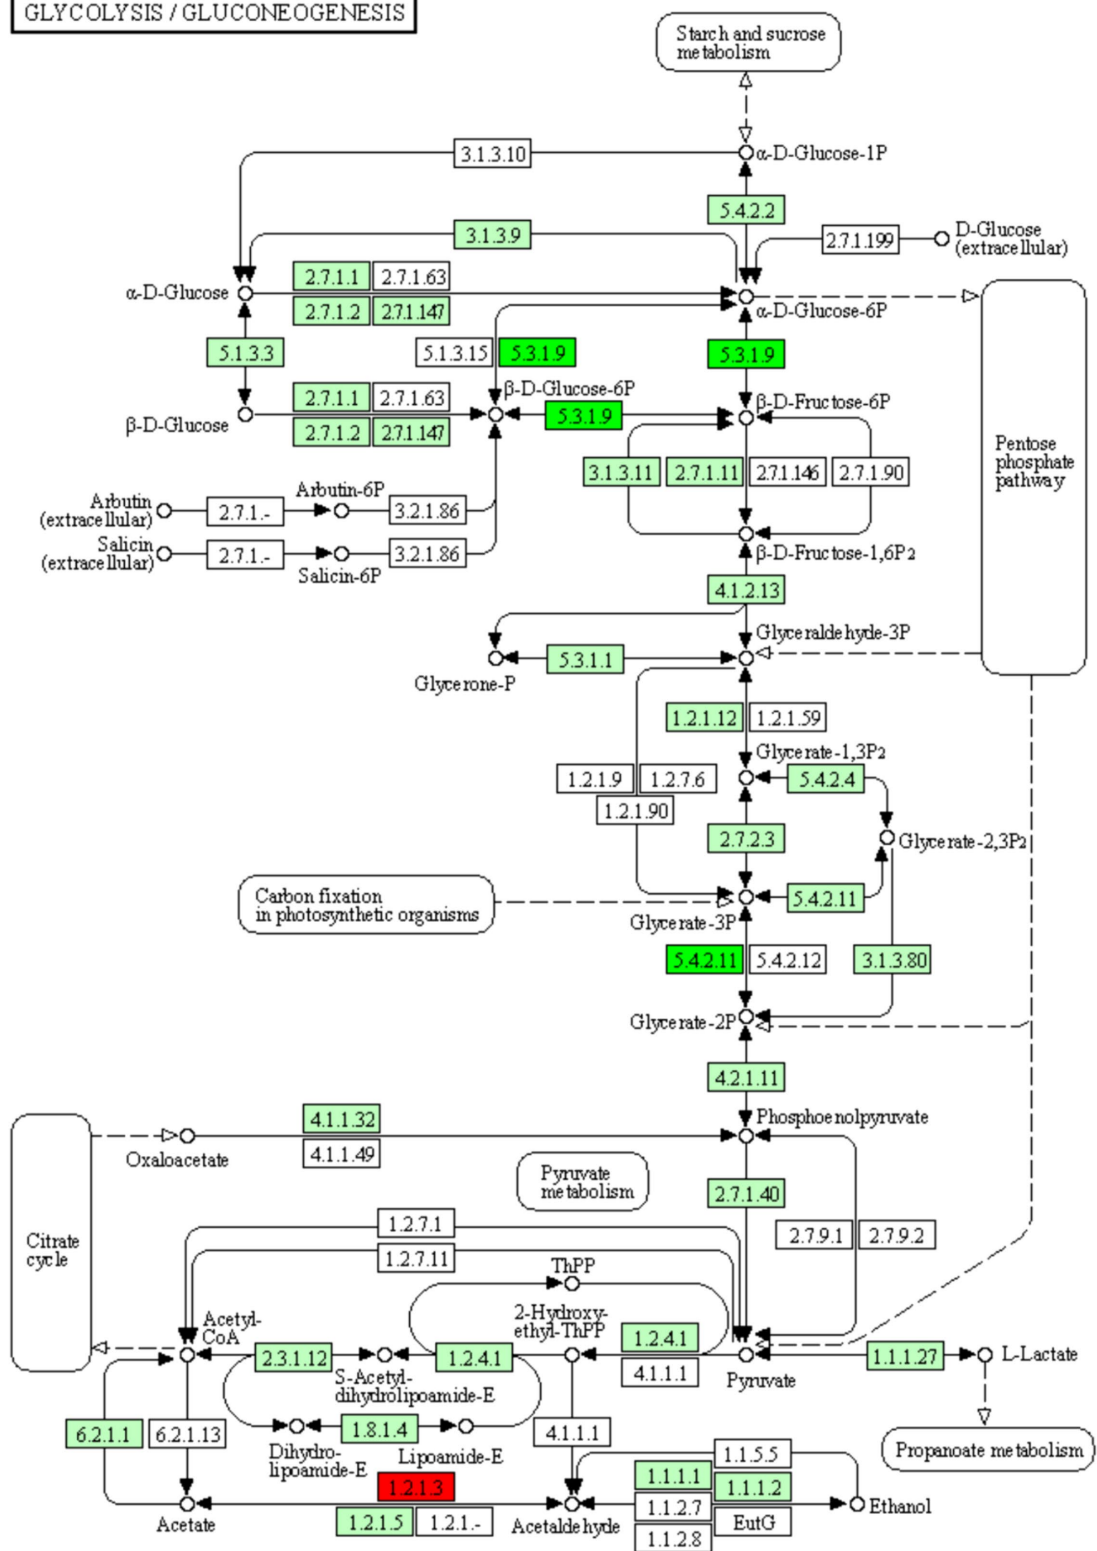 GLYCOLYSIS / GLUCONEOGENESIS
Starch and sucrose
metabolism
3.1.3.10
α-D-Glucose-1P
5.4.2.2
3.1.3.9
2.7.1.199
D-Glucose
(extracellular)
2.7.1.1
2.7.1.63
α-D-Glucose
2.7.1.2
2.7.1.147
α-D-Glucose-6P
5.1.3.3
5.1.3.15
5.3.1.9
5.3.1.9
β-D-Glucose-6P
2.7.1.1
2.7.1.63
β-D-Glucose
2.7.1.2
2.7.1.147
5.3.1.9
β-D-Fructose-6P
3.1.3.11
2.7.1.11
2.7.1.146
2.7.1.90
Pentose
phosphate
pathway
Arbutin
(extracellular)
2.7.1.-
Arbutin-6P
3.2.1.86
Salicin
(extracellular)
2.7.1.-
Salicin-6P
3.2.1.86
β-D-Fructose-1,6P2
4.1.2.13
Glyceraldehyde-3P
Glycerone-P
5.3.1.1
1.2.1.12
1.2.1.59
Glycerate-1,3P2
1.2.1.9
1.2.7.6
1.2.1.90
5.4.2.4
2.7.2.3
Glycerate-2,3P2
Carbon fixation
in photosynthetic organisms
5.4.2.11
Glycerate-3P
5.4.2.11
5.4.2.12
3.1.3.80
Glycerate-2P
4.2.1.11
Phosphoenolpyruvate
4.1.1.32
Oxaloacetate
4.1.1.49
Pyruvate
metabolism
2.7.1.40
Citrate
cycle
1.2.7.1
1.2.7.11
2.7.9.1
2.7.9.2
ThPP
2-Hydroxy-
ethyl-ThPP
Acetyl-
CoA
2.3.1.12
S-Acetyl-
dihydrolipoamide-E
1.2.4.1
1.2.4.1
4.1.1.1
Pyruvate
1.1.1.27
L-Lactate
6.2.1.1
6.2.1.13
Dihydro-
lipoamide-E
1.8.1.4
Lipoamide-E
4.1.1.1
Propanoate metabolism
1.2.1.3
Acetate
1.2.1.5
1.2.1.-
Acetaldehyde
1.1.5.5
1.1.1.1
1.1.1.2
1.1.2.7
EutG
1.1.2.8
Ethanol